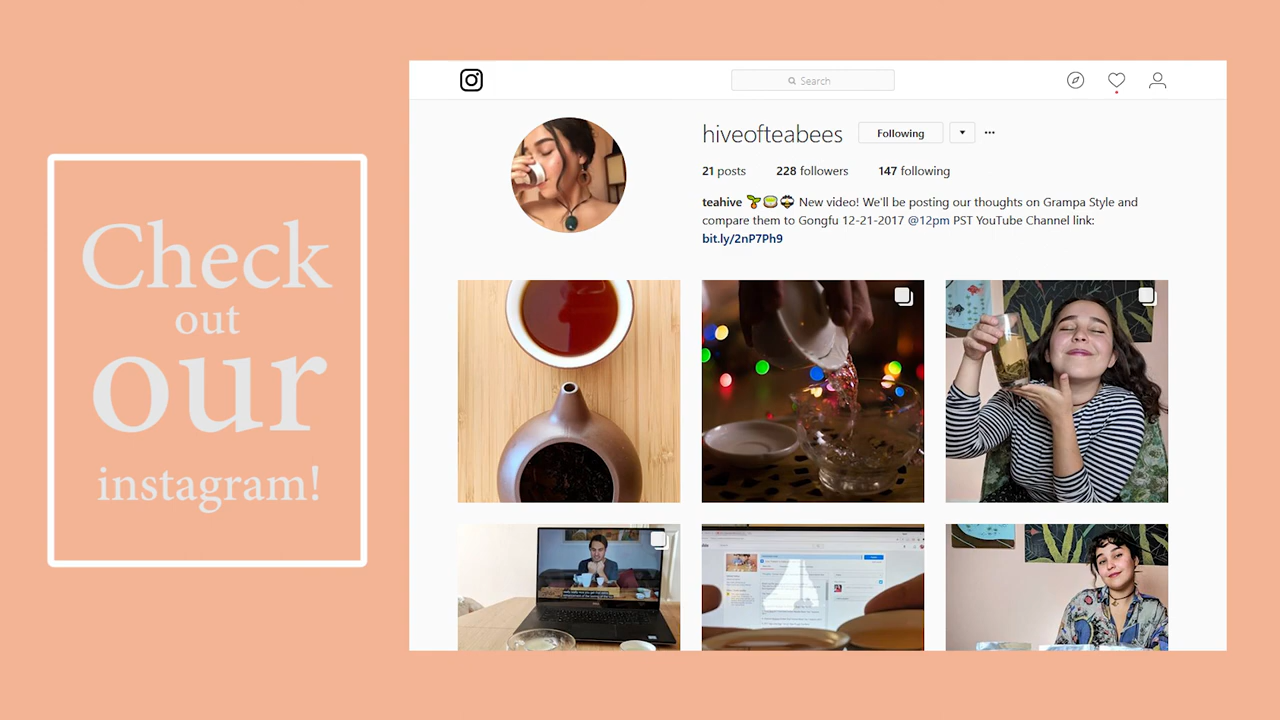 Check
out
our
instagram!
Search
hiveofteabees
Following
21 posts 228 followers 147 following
teahive New video! We'll be posting our thoughts on Grampa Style and
compare them to Gongfu 12-21-2017 @12pm PST YouTube Channel link:
bit.ly/2nP7Ph9